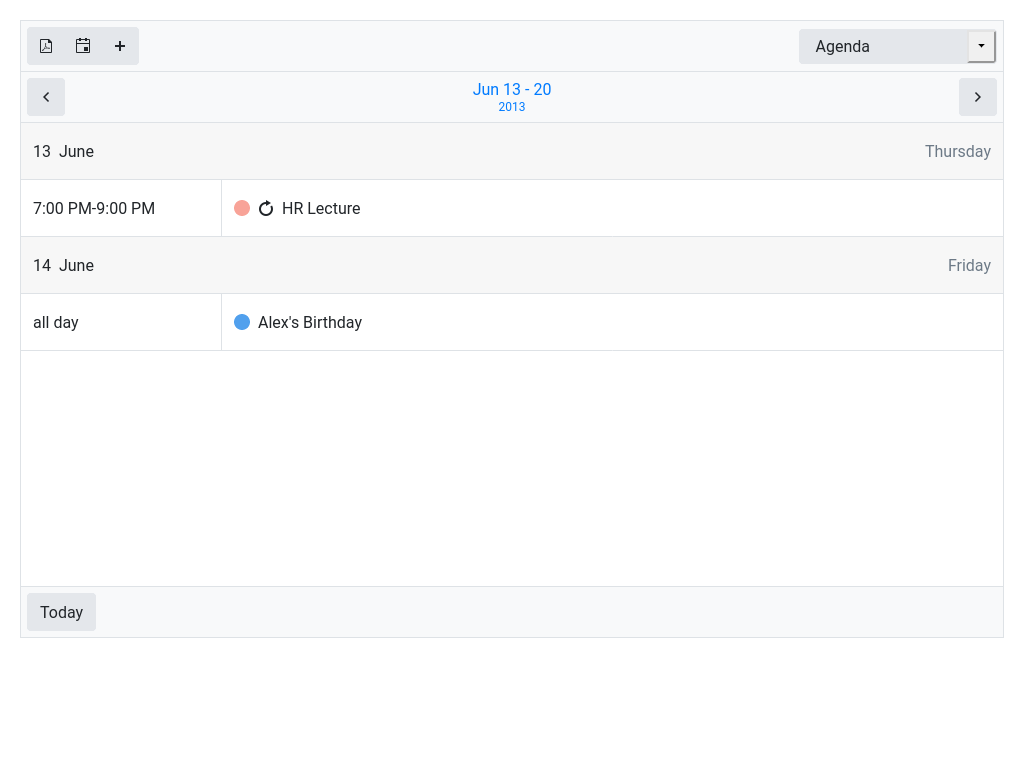 Agenda
Jun 13 - 20
2013
13 June Thursday
7:00 PM-9:00 PM HR Lecture
14 June Friday
all day Alex's Birthday
Today